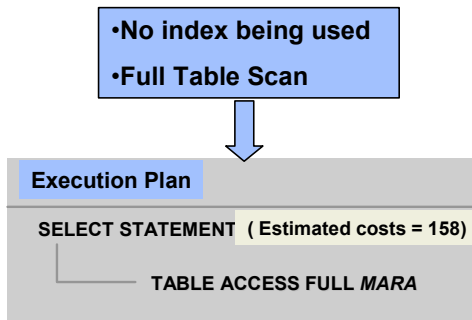 •No index being used
•Full Table Scan
Execution Plan
SELECT STATEMENT ( Estimated costs = 158)
TABLE ACCESS FULL MARA